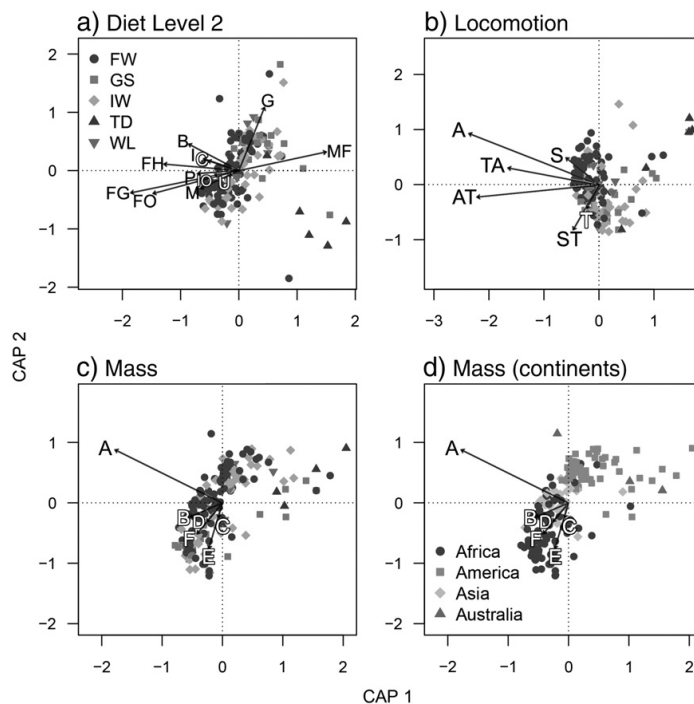 a) Diet Level 2
FW
GS
IW
TD
WL
G
B
I
C
MF
FH
P
IO
U
FG
FO
M
2
1
0
−1
−2
−2 −1 0 1 2
b) Locomotion
A
S
TA
AT
T
ST
2
1
0
−1
−3 −2 −1 0 1
c) Mass
A
B
D
C
F
E
1
0
−1
−2
−2 −1 0 1 2
d) Mass (continents)
A
B
D
C
F
E
Africa
America
Asia
Australia
1
0
−1
−2
−2 −1 0 1 2
CAP 2
CAP 1